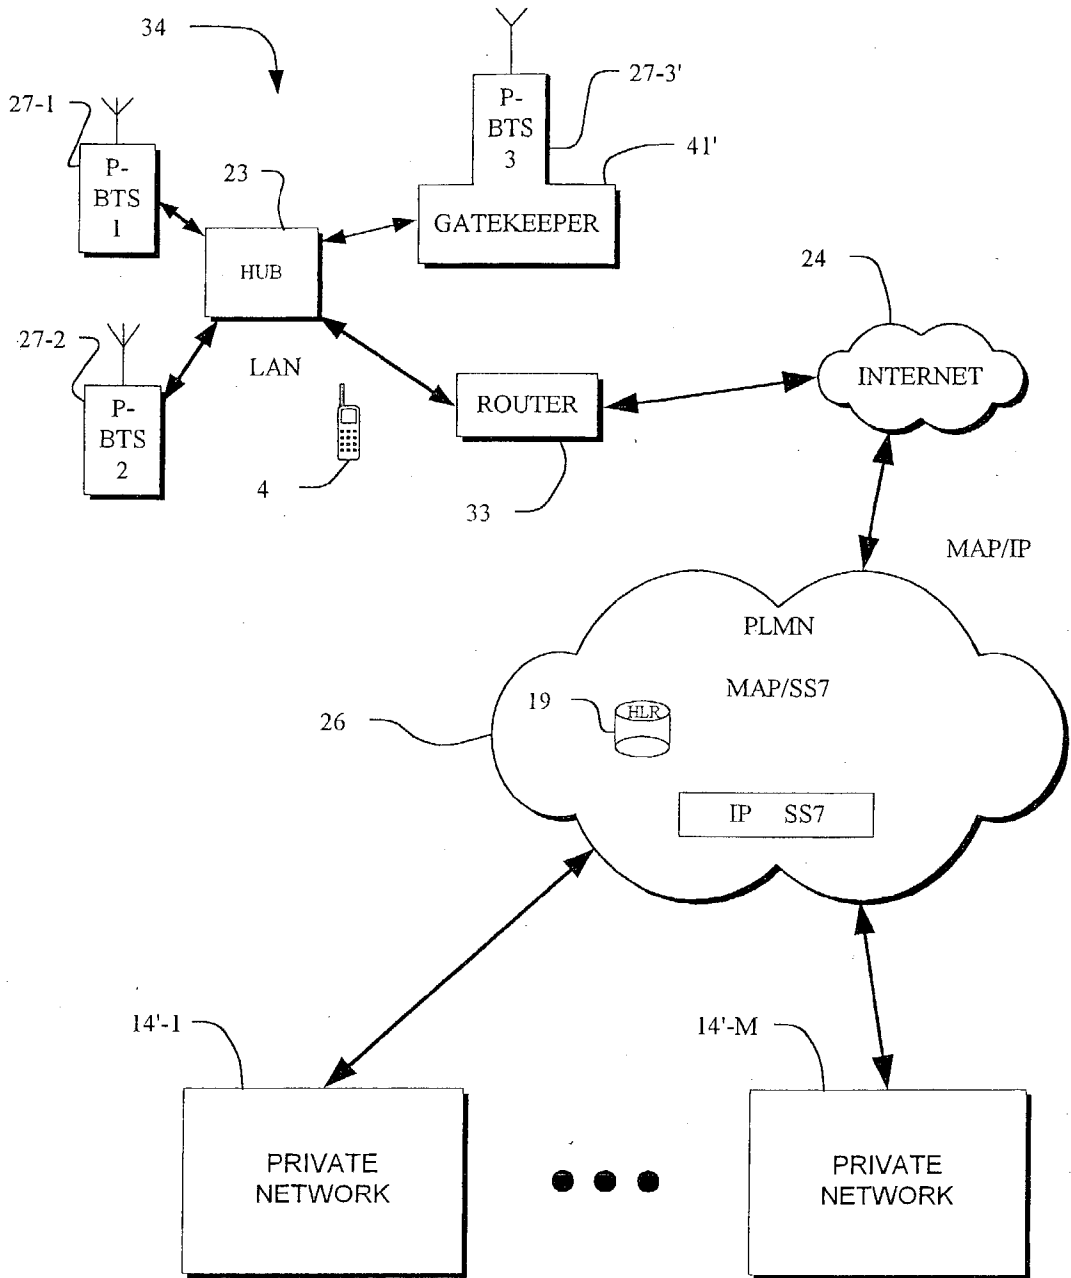 34
27-3'
P-
BTS
3
27-1
41'
P-
BTS
1
23
GATEKEEPER
24
HUB
27-2
LAN
INTERNET
ROUTER
P-
BTS
2
4
33
MAP/IP
PLMN
MAP/SS7
19
HLR
26
IP SS7
14'-1
14'-M
PRIVATE
NETWORK
PRIVATE
NETWORK